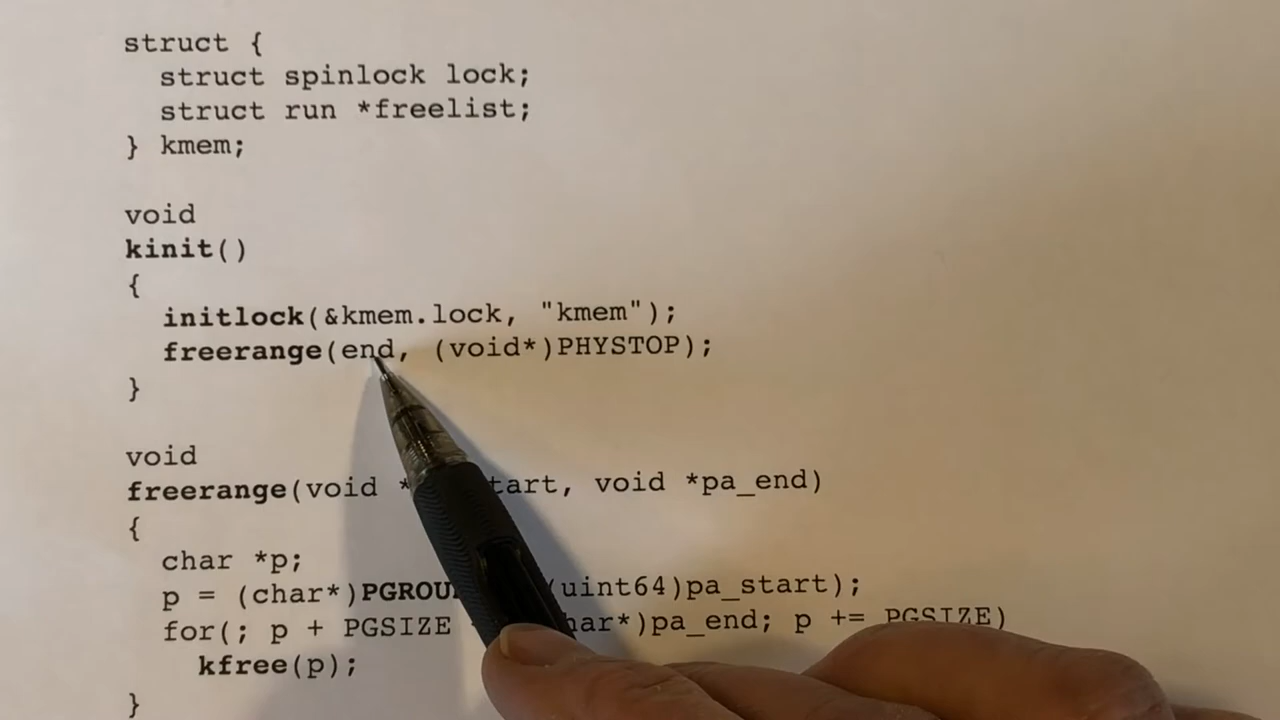 struct {
struct spinlock lock;
struct run *freelist;
} kmem;
void
kinit()
{
initlock(&kmem.lock, "kmem");
freerange(end, (void*)PHYSTOP);
}
void
freerange(void * tart, void *pa_end)
{
char *p;
p = (char*)PGROU (uint64)pa_start);
for(; p + PGSIZE har*)pa_end; p += PGSIZE)
kfree(p);
}